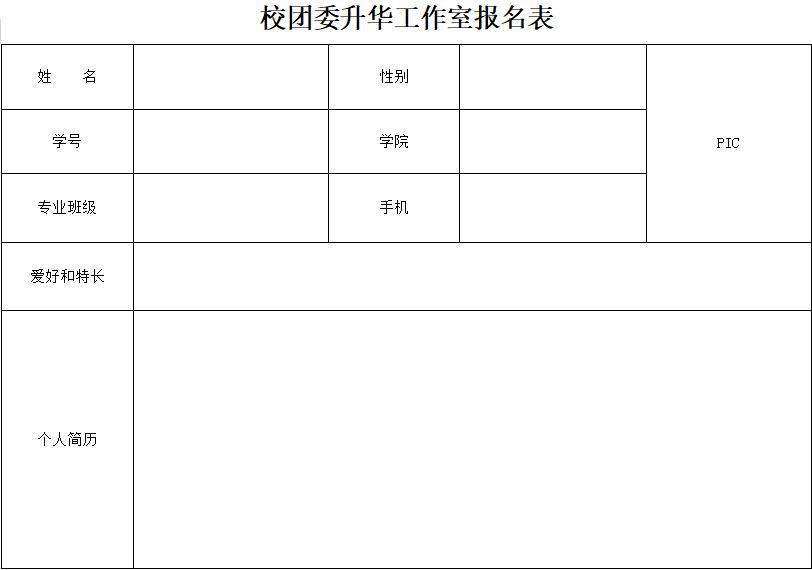 校团委升华工作室报名表
姓　　名
性别
学号
学院
PIC
专业班级
手机
爱好和特长
个人简历